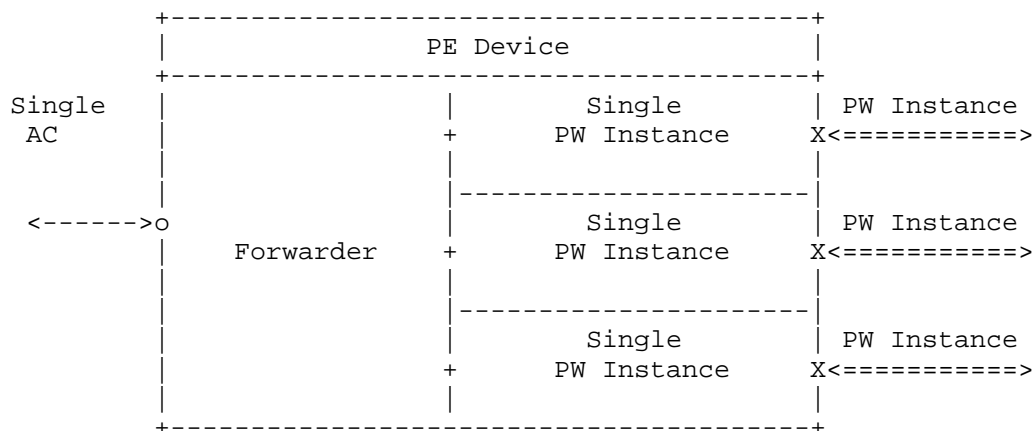 PE Device
Single Single PW Instance
AC PW Instance
Single PW Instance
Forwarder PW Instance
Single PW Instance
PW Instance